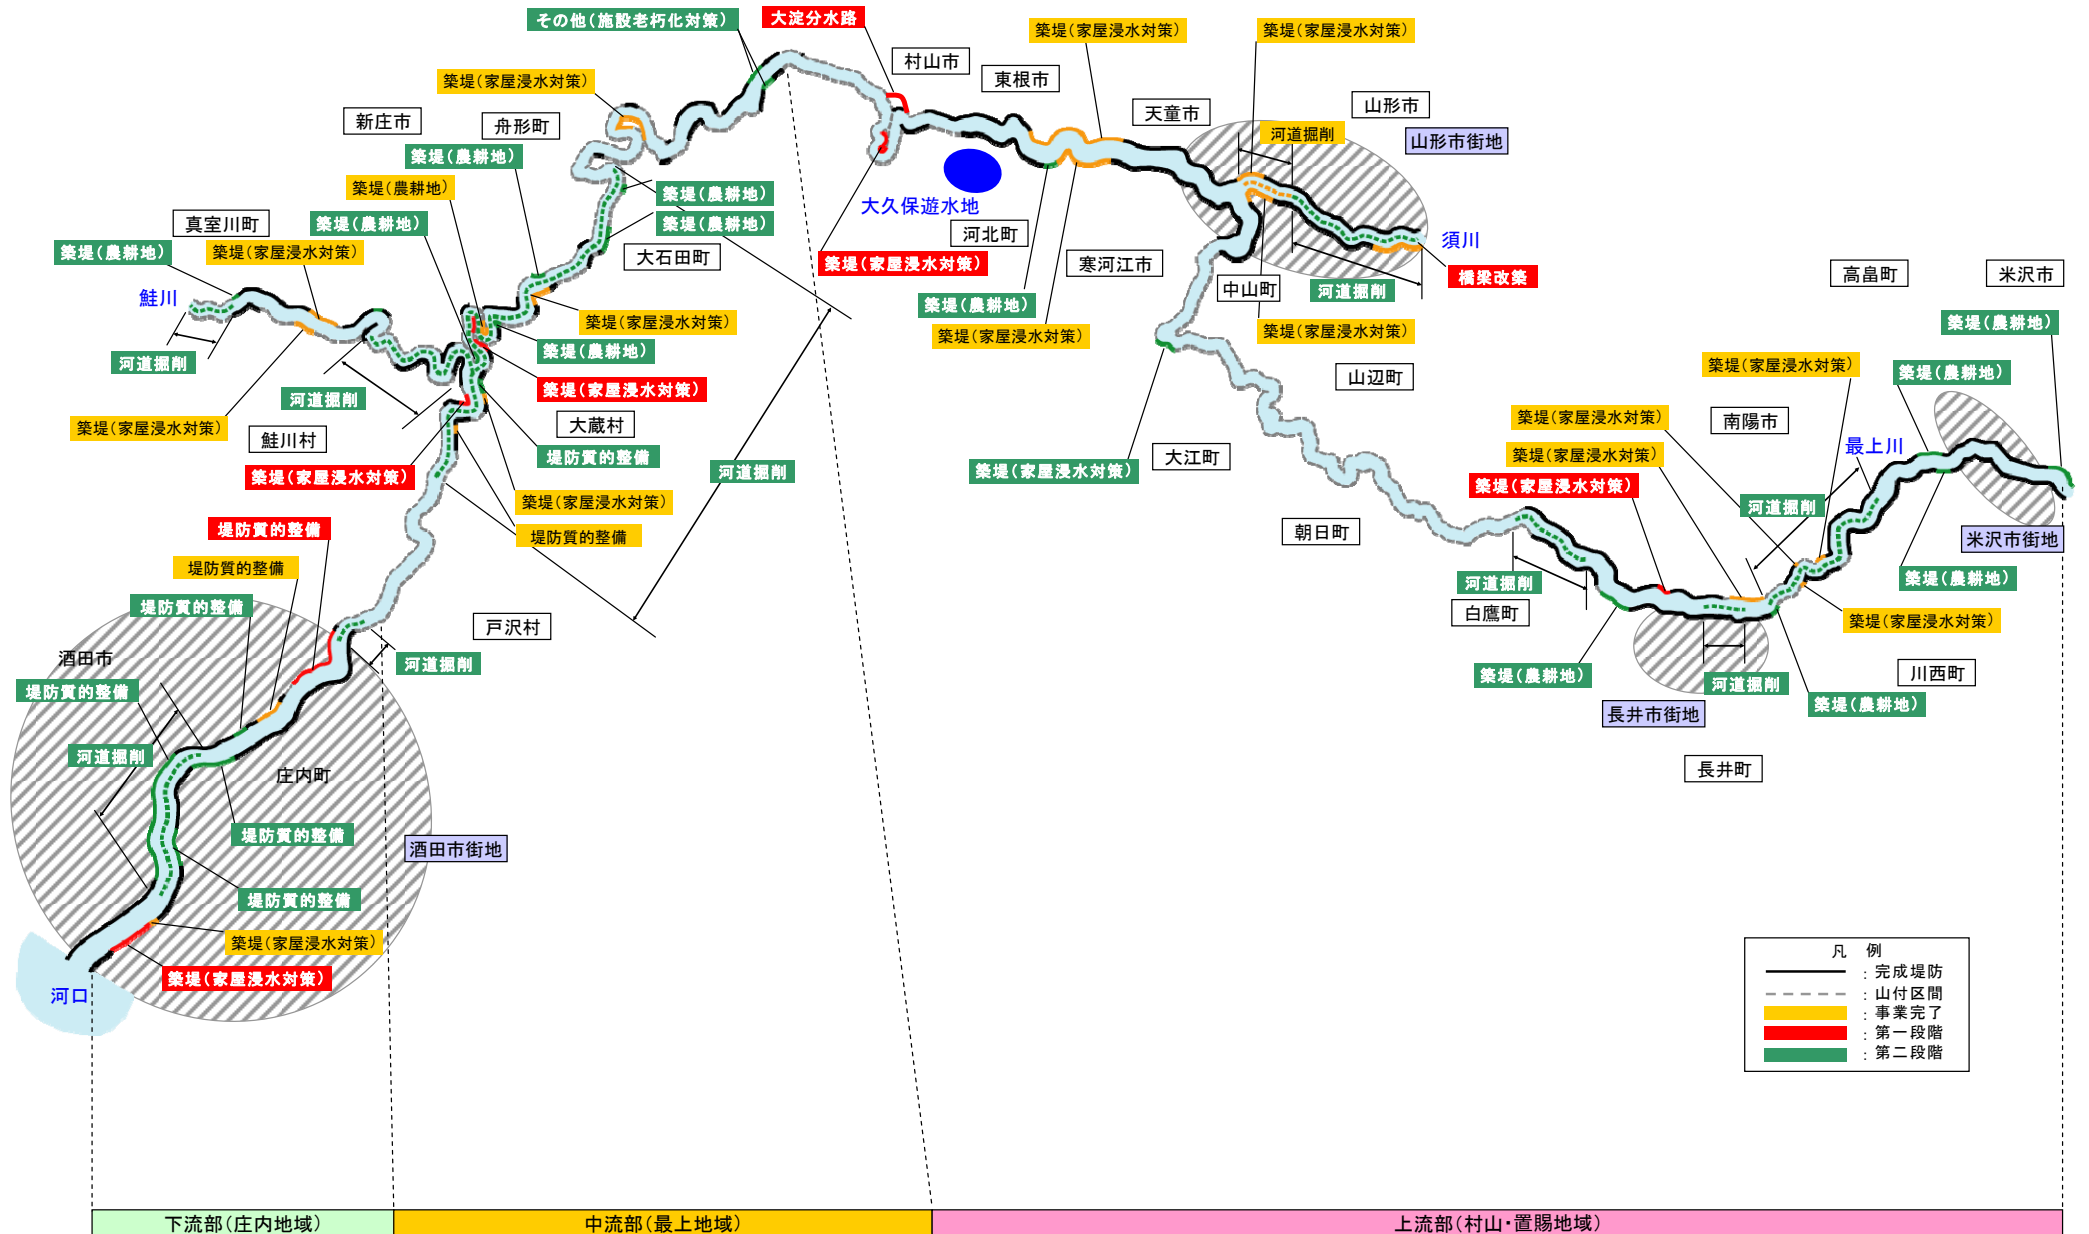 その他(施設老朽化対策)
大淀分水路
築堤(家屋浸水対策)
築堤(家屋浸水対策)
村山市
東根市
築堤(家屋浸水対策)
新庄市
舟形町
天童市
山形市
河道掘削
山形市街地
築堤(農耕地)
築堤(農耕地)
築堤(農耕地)
大久保遊水地
真室川町
築堤(農耕地)
築堤(農耕地)
河北町
須川
築堤(農耕地)
築堤(家屋浸水対策)
大石田町
築堤(家屋浸水対策)
寒河江市
橋梁改築
高畠町
米沢市
鮭川
中山町
河道掘削
築堤(農耕地)
築堤(家屋浸水対策)
築堤(家屋浸水対策)
築堤(家屋浸水対策)
築堤(農耕地)
築堤(農耕地)
河道掘削
築堤(家屋浸水対策)
築堤(農耕地)
山辺町
築堤(家屋浸水対策)
河道掘削
築堤(家屋浸水対策)
南陽市
築堤(家屋浸水対策)
鮭川村
大蔵村
最上川
堤防質的整備
大江町
築堤(家屋浸水対策)
築堤(家屋浸水対策)
河道掘削
築堤(家屋浸水対策)
築堤(家屋浸水対策)
築堤(家屋浸水対策)
河道掘削
堤防質的整備
朝日町
堤防質的整備
米沢市街地
堤防質的整備
河道掘削
築堤(農耕地)
堤防質的整備
白鷹町
築堤(家屋浸水対策)
戸沢村
酒田市
河道掘削
築堤(農耕地)
川西町
堤防質的整備
河道掘削
築堤(農耕地)
長井市街地
河道掘削
庄内町
長井町
堤防質的整備
酒田市街地
堤防質的整備
築堤(家屋浸水対策)
築堤(家屋浸水対策)
河口
凡 例
:完成堤防
:山付区間
:事業完了
:第一段階
:第二段階
下流部(庄内地域)
中流部(最上地域)
上流部(村山・置賜地域)